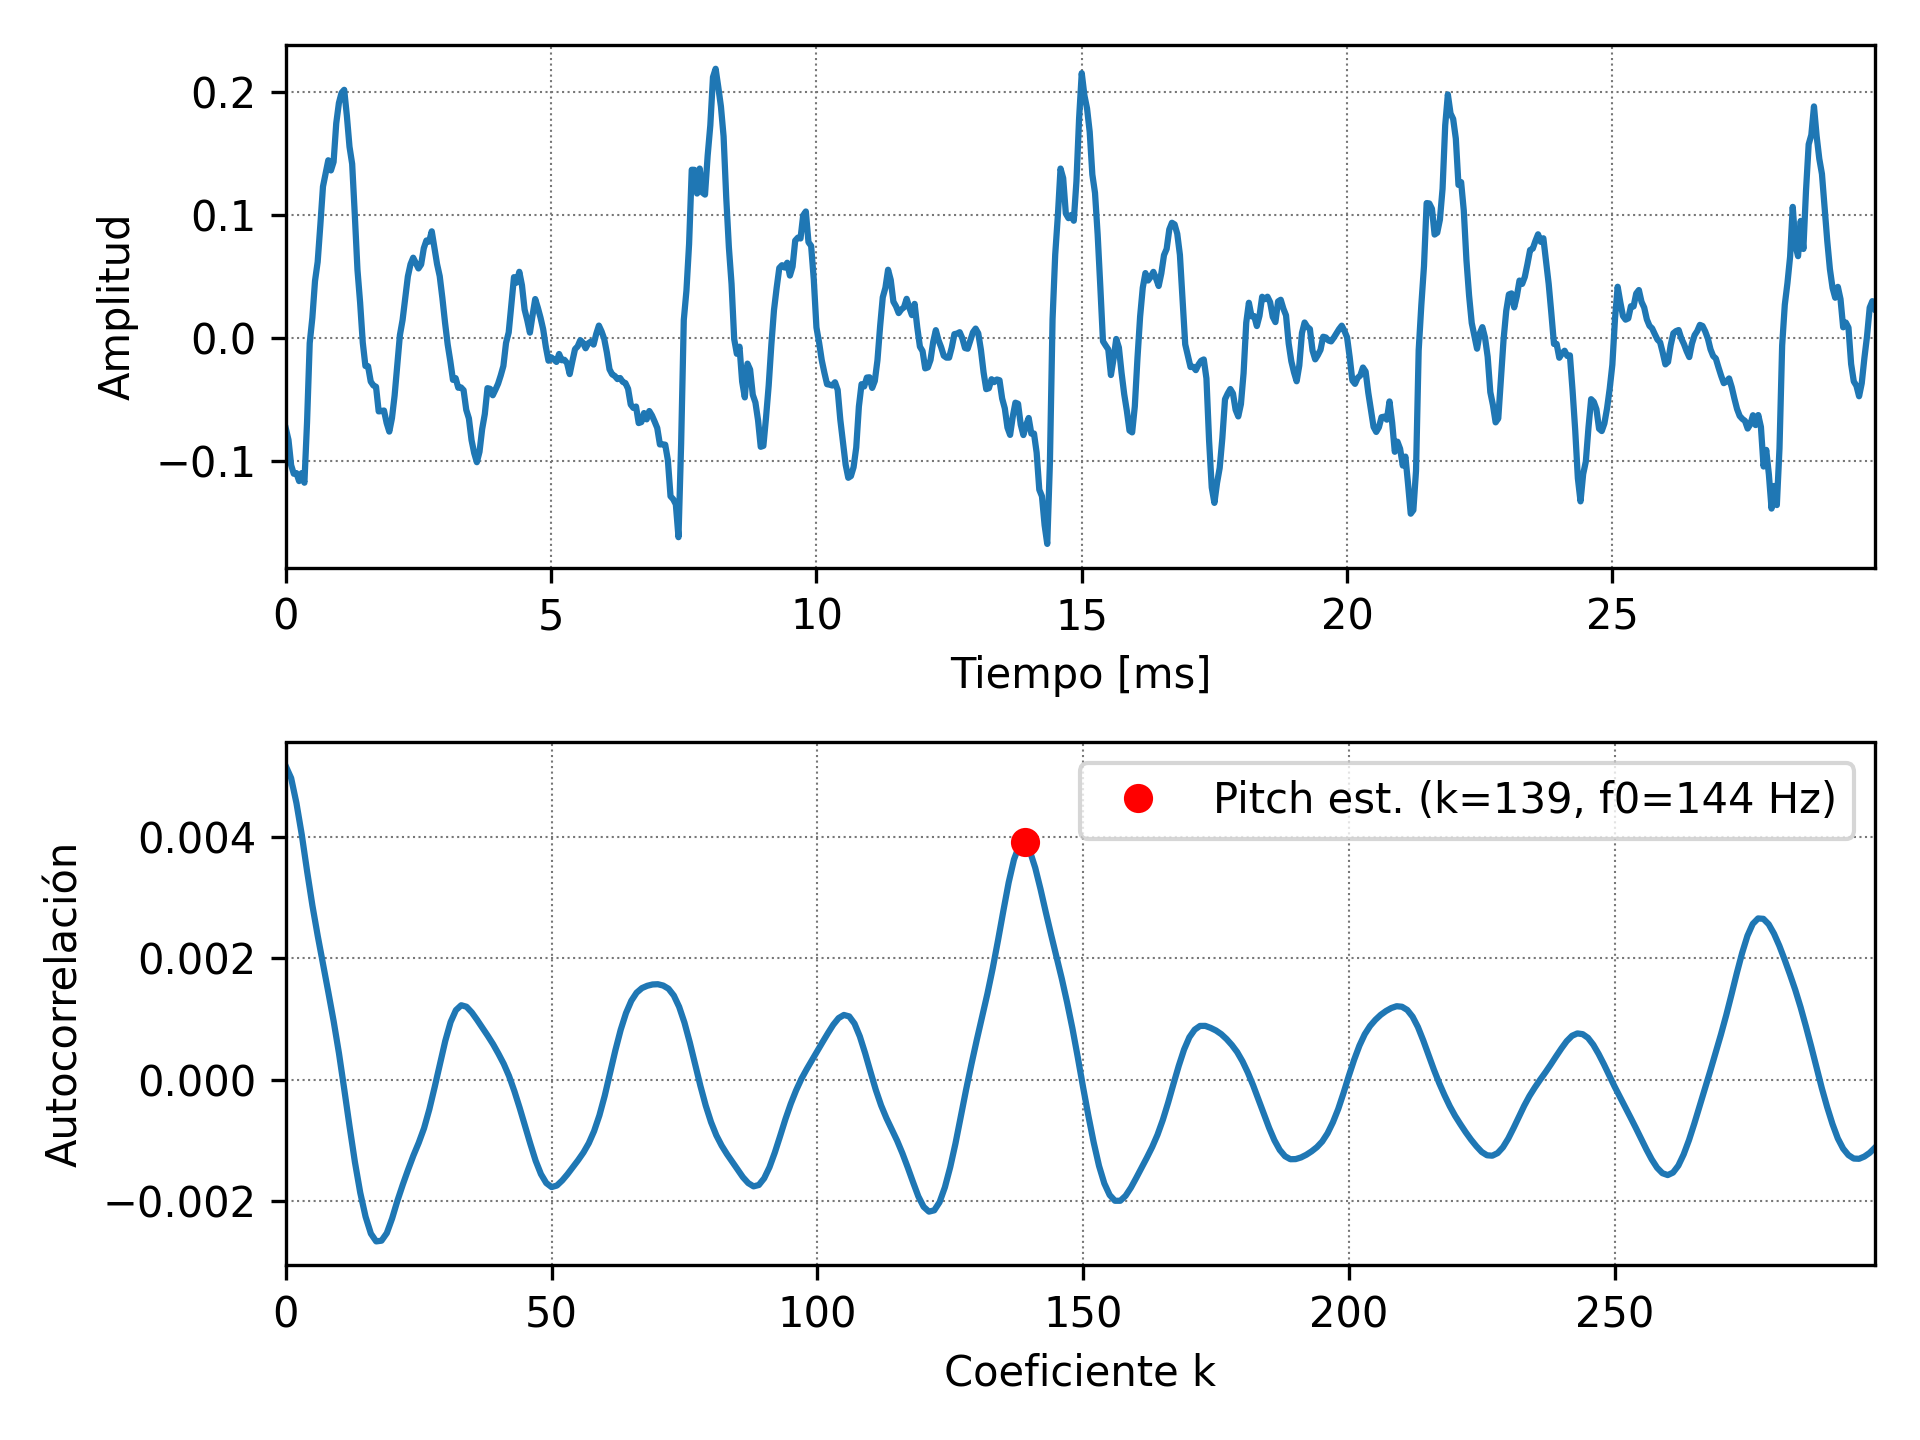 0.2
0.1
0.0
−0.1
Amplitud
0 5 10 15 20 25
Tiempo [ms]
Pitch est. (k=139, f0=144 Hz)
0.004
0.002
0.000
−0.002
Autocorrelación
0 50 100 150 200 250
Coeficiente k